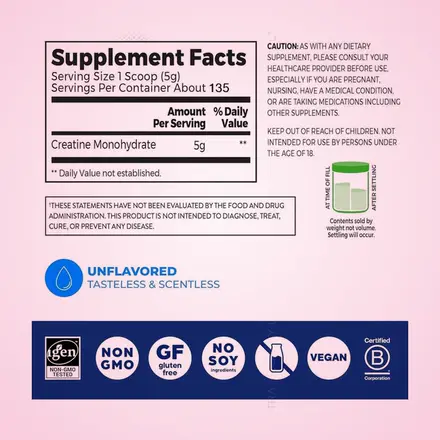 Supplement Facts
Serving Size 1 Scoop (5g)
Servings Per Container About 135
Amount Per Serving
% Daily Value
Creatine Monohydrate 5g **
** Daily Value not established.
CAUTION: AS WITH ANY DIETARY
SUPPLEMENT, PLEASE CONSULT YOUR
HEALTHCARE PROVIDER BEFORE USE,
ESPECIALLY IF YOU ARE PREGNANT,
NURSING, HAVE A MEDICAL CONDITION,
OR ARE TAKING MEDICATIONS INCLUDING
OTHER SUPPLEMENTS.
KEEP OUT OF REACH OF CHILDREN. NOT
INTENDED FOR USE BY PERSONS UNDER
THE AGE OF 18.
AT TIME OF FILL
AFTER SETTLING
Contents sold by
weight not volume.
Settling will occur.
*THESE STATEMENTS HAVE NOT BEEN EVALUATED BY THE FOOD AND DRUG
ADMINISTRATION. THIS PRODUCT IS NOT INTENDED TO DIAGNOSE, TREAT,
CURE, OR PREVENT ANY DISEASE.
UNFLAVORED
TASTELESS & SCENTLESS
igen
NON-GMO
TESTED
NON
GMO
GF
gluten
free
NO
SOY
ingredients
VEGAN
Certified
B
Corporation